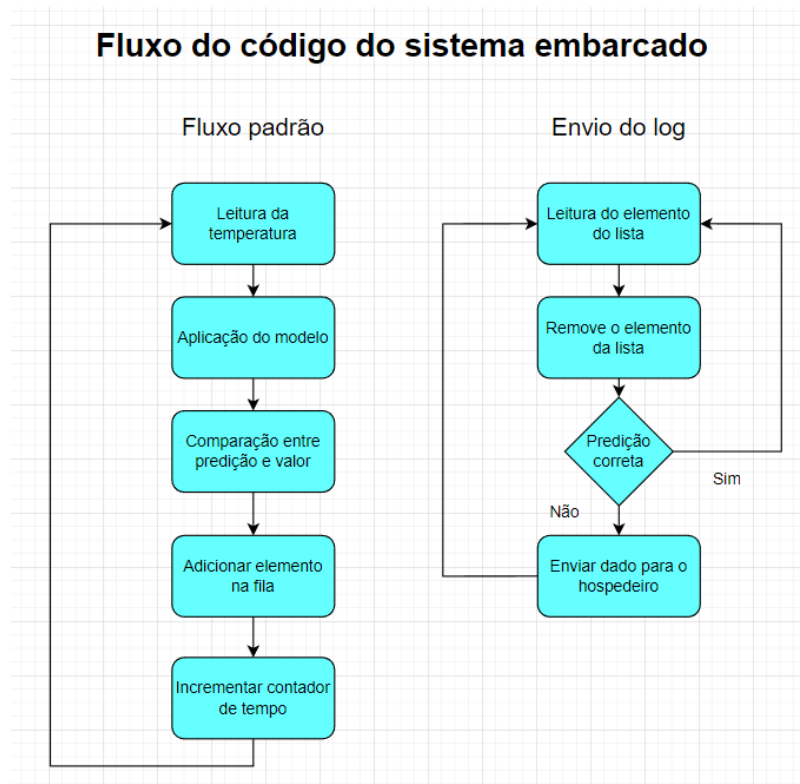 Fluxo do código do sistema embarcado
Fluxo padrão
Leitura da
temperatura
Aplicação do modelo
Comparação entre
predição e valor
Adicionar elemento
na fila
Incrementar contador
de tempo
Envio do log
Leitura do elemento
do lista
Remove o elemento
da lista
Predição
correta
Sim
Não
Enviar dado para o
hospedeiro